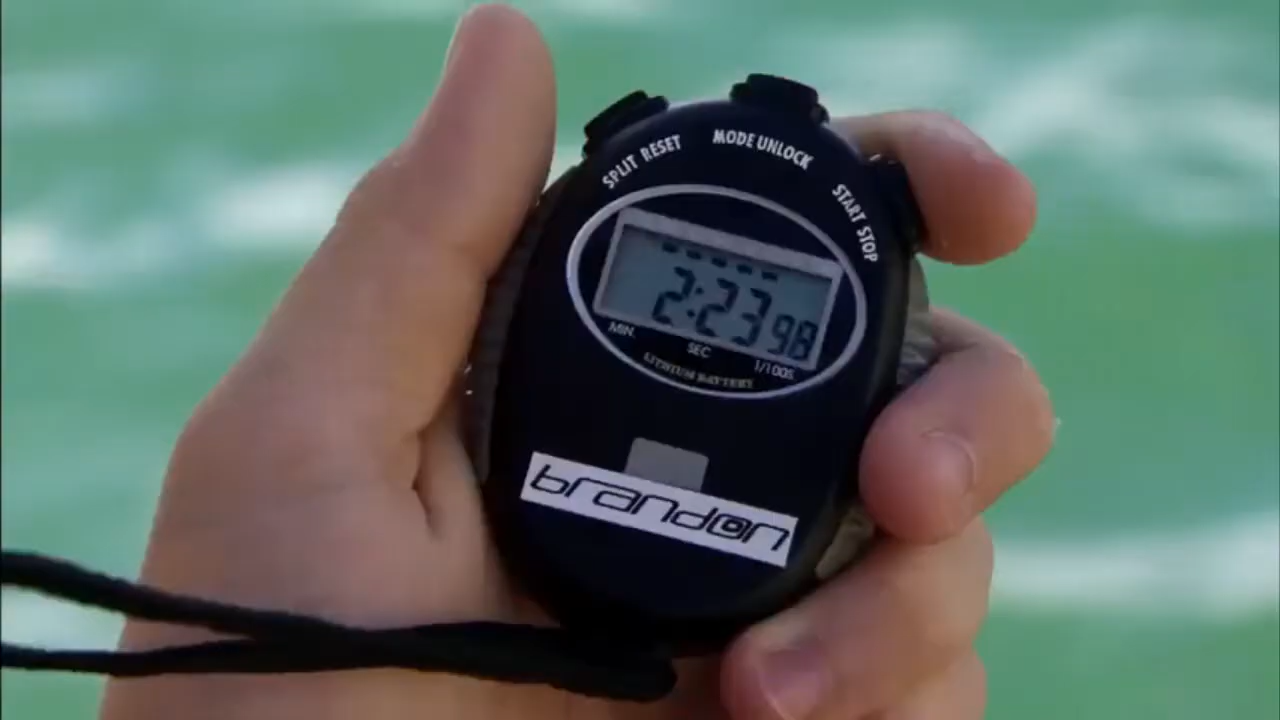 SPLIT RESET
MODE UNLOCK
START STOP
2:23 98
MIN.
SEC
1/100S.
LITHIUM BATTERY
brandon